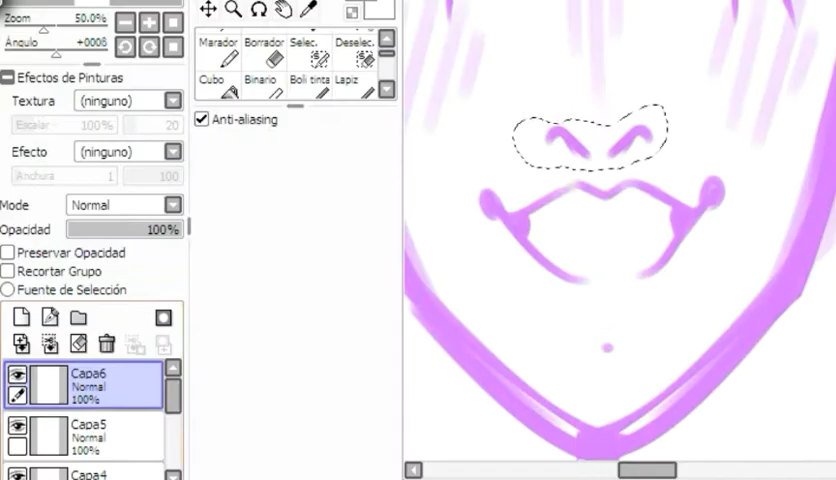 Zoom 50.0%
Ángulo +000ß
Efectos de Pinturas
Textura (ninguno)
Escalar 100% 20
Efecto (ninguno)
Anchura 1 100
Mode Normal
Opacidad 100%
Preservar Opacidad
Recortar Grupo
Fuente de Selección
Capa6
Normal
100%
Capa5
Normal
100%
Capa4
Marador Borrador Selec. Deselec.
Cubo Binario Boli tinta Lapiz
Anti-aliasing